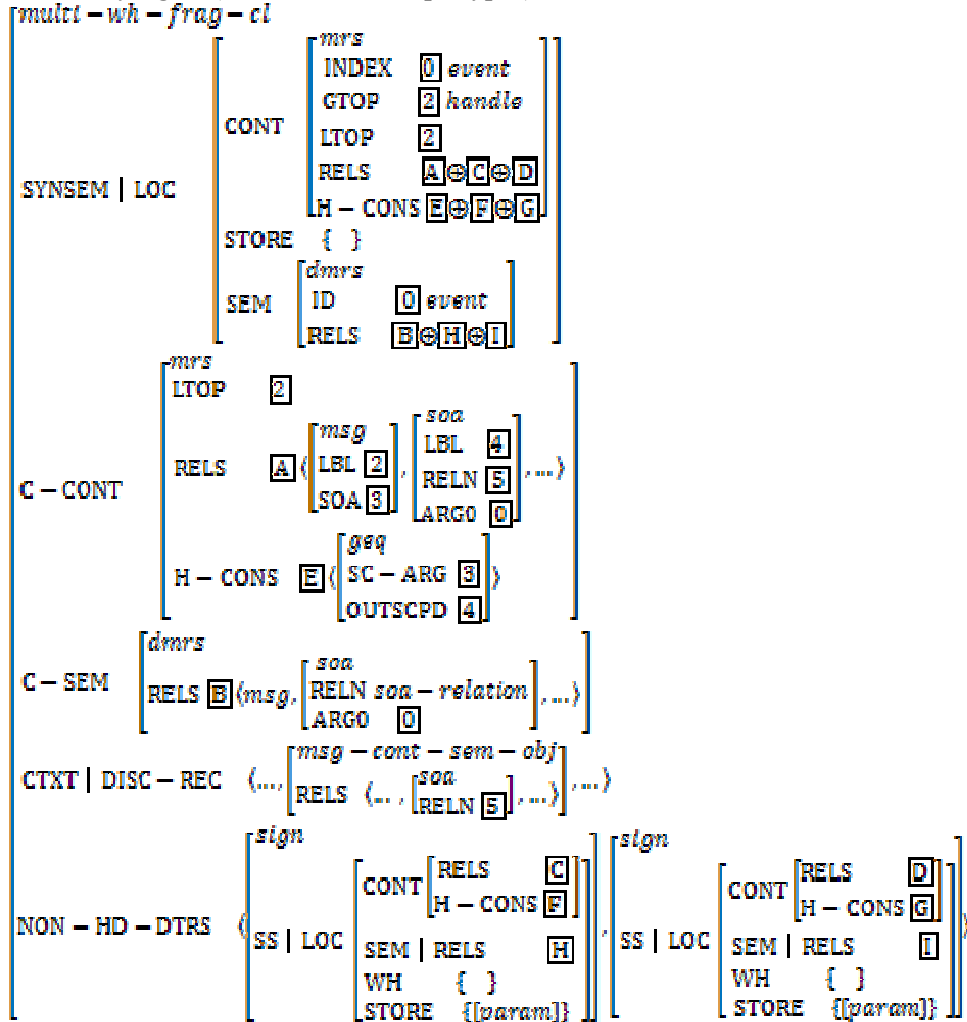 multi – wh – frag – cl
mrs
INDEX 0 event
GTOP 2 handle
CONT
LTOP 2
RELS A⊕C⊕D
SYNSEM | LOC
H – CONS E⊕F⊕G
STORE { }
dmrs
ID 0 event
SEM
RELS B⊕H⊕I
mrs
LTOP 2
msg
soa
LBL 4
LBL 2
RELS A ⟨ , , ... ⟩
RELN 5
SOA 3
ARG0 0
C – CONT
geq
SC – ARG 3
H – CONS E ⟨ ⟩
OUTSCPD 4
dmrs
soa
C – SEM
RELS B ⟨msg, RELN soa – relation , ... ⟩
ARG0 0
msg – cont – sem – obj
soa
CTXT | DISC – REC ⟨..., RELS ⟨... , RELN 5 , ... ⟩ , ... ⟩
sign
sign
RELS C
RELS D
CONT
CONT
H – CONS F
H – CONS G
NON – HD – DTRS ⟨ SS | LOC , SS | LOC ⟩
SEM | RELS H
SEM | RELS I
WH { }
WH { }
STORE {[param]}
STORE {[param]}